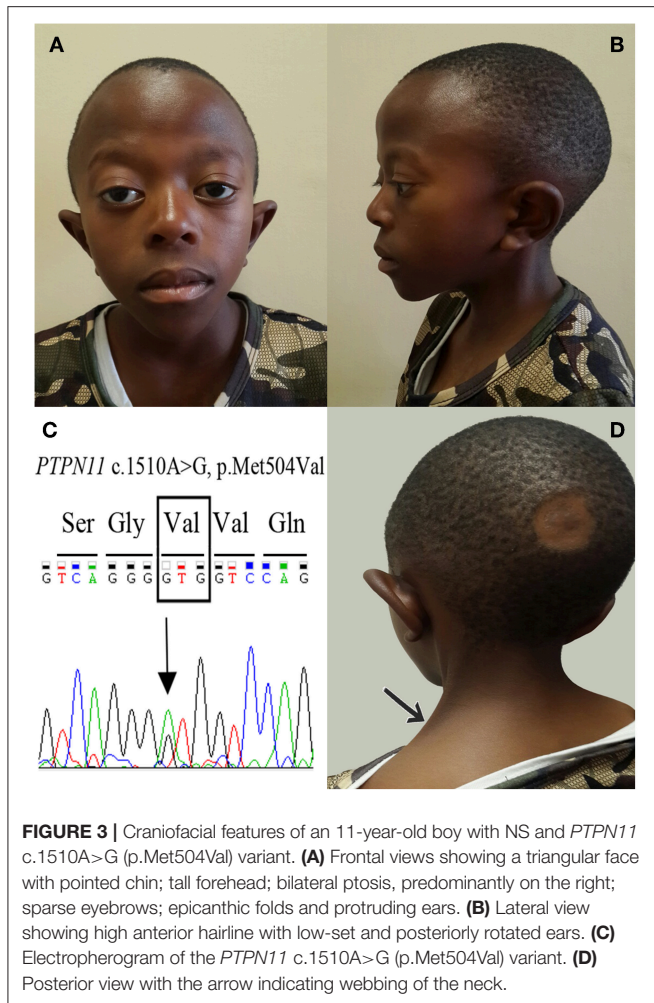 A
B
C
D
PTPN11 c.1510A>G, p.Met504Val
Ser Gly Val Val Gln
G T C A G G G G T G G T C C A G
FIGURE 3 | Craniofacial features of an 11-year-old boy with NS and PTPN11
c.1510A>G (p.Met504Val) variant. (A) Frontal views showing a triangular face
with pointed chin; tall forehead; bilateral ptosis, predominantly on the right;
sparse eyebrows; epicanthic folds and protruding ears. (B) Lateral view
showing high anterior hairline with low-set and posteriorly rotated ears. (C)
Electropherogram of the PTPN11 c.1510A>G (p.Met504Val) variant. (D)
Posterior view with the arrow indicating webbing of the neck.